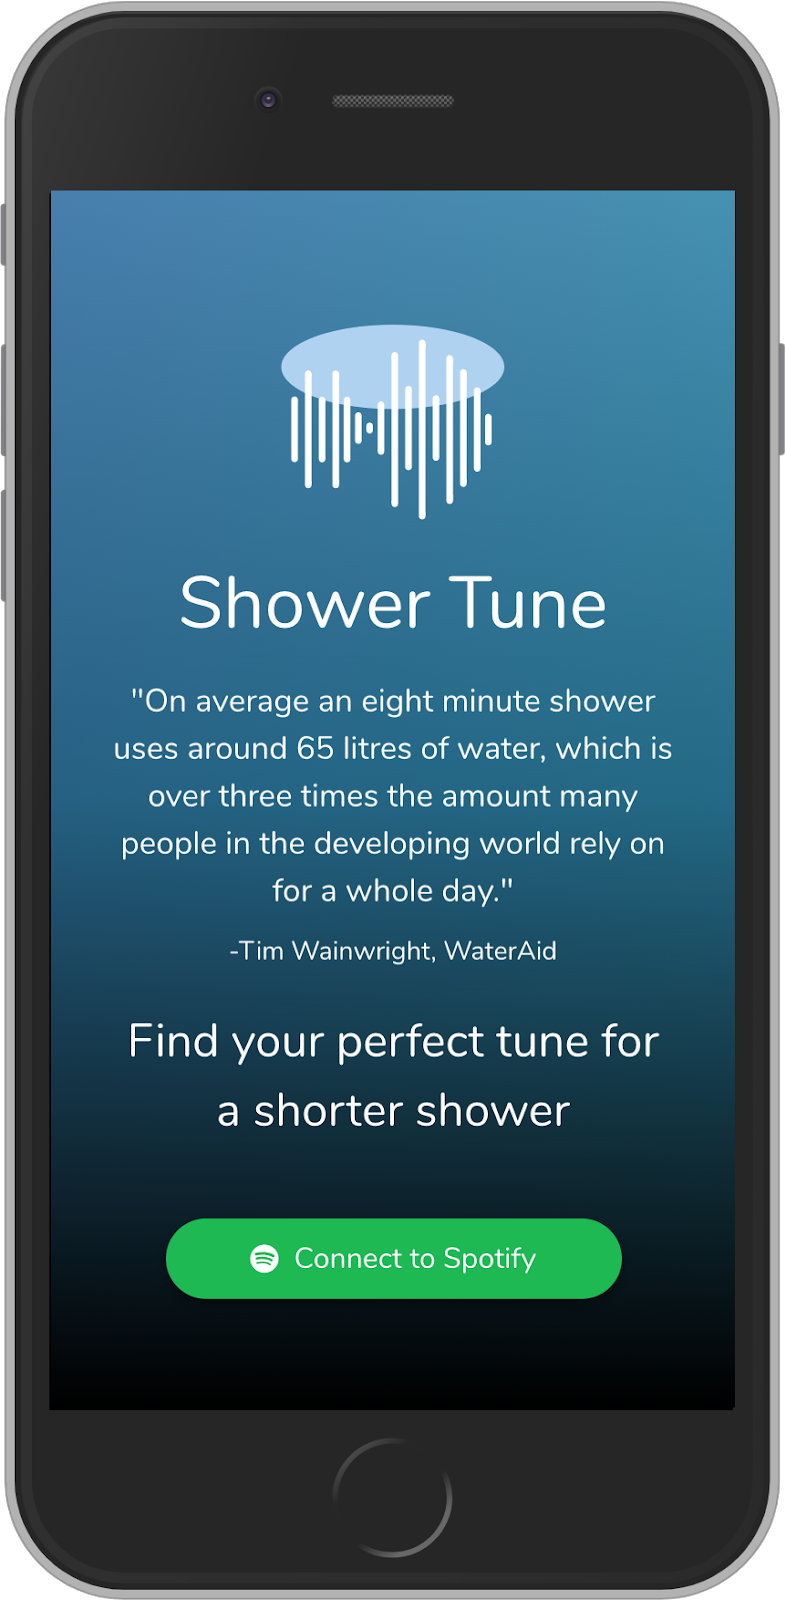 Shower Tune
"On average an eight minute shower
uses around 65 litres of water, which is
over three times the amount many
people in the developing world rely on
for a whole day."
-Tim Wainwright, WaterAid
Find your perfect tune for
a shorter shower
Connect to Spotify